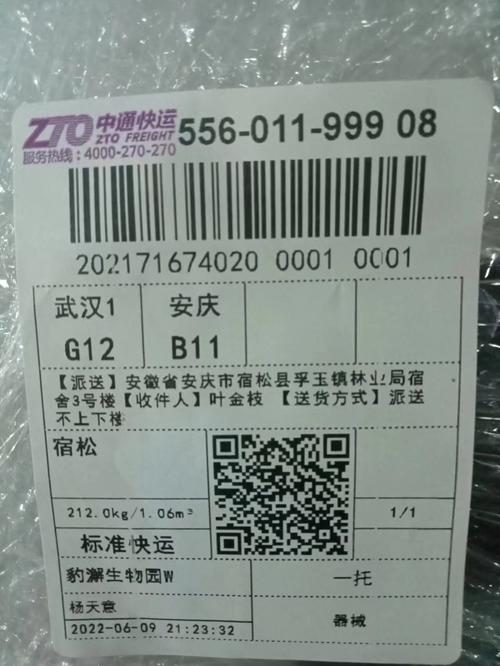 ZTO 中通快运 556-011-999 08
ZTO FREIGHT
服务热线:4000-270-270
202171674020 0001 0001
武汉1 安庆
G12 B11
【派送】安徽省安庆市宿松县孚玉镇林业局宿
舍3号楼【收件人】叶金枝 【送货方式】派送
不上下楼
宿松
212.0kg/1.06m³ 1/1
标准快运
豹澥生物园W 一托
杨天意 器械
2022-06-09 21:23:32